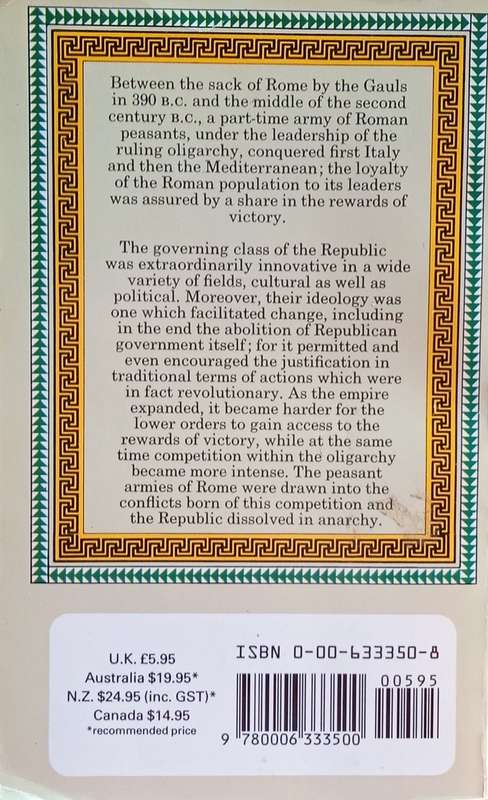 Between the sack of Rome by the Gauls
in 390 B.C. and the middle of the second
century B.C., a part-time army of Roman
peasants, under the leadership of the
ruling oligarchy, conquered first Italy
and then the Mediterranean; the loyalty
of the Roman population to its leaders
was assured by a share in the rewards of
victory.
The governing class of the Republic
was extraordinarily innovative in a wide
variety of fields, cultural as well as
political. Moreover, their ideology was
one which facilitated change, including
in the end the abolition of Republican
government itself; for it permitted and
even encouraged the justification in
traditional terms of actions which were
in fact revolutionary. As the empire
expanded, it became harder for the
lower orders to gain access to the
rewards of victory, while at the same
time competition within the oligarchy
became more intense. The peasant
armies of Rome were drawn into the
conflicts born of this competition and
the Republic dissolved in anarchy.
U.K. £5.95
Australia $19.95*
N.Z. $24.95 (inc. GST)*
Canada $14.95
*recommended price
ISBN 0-00-633350-8
00595
9 780006 333500